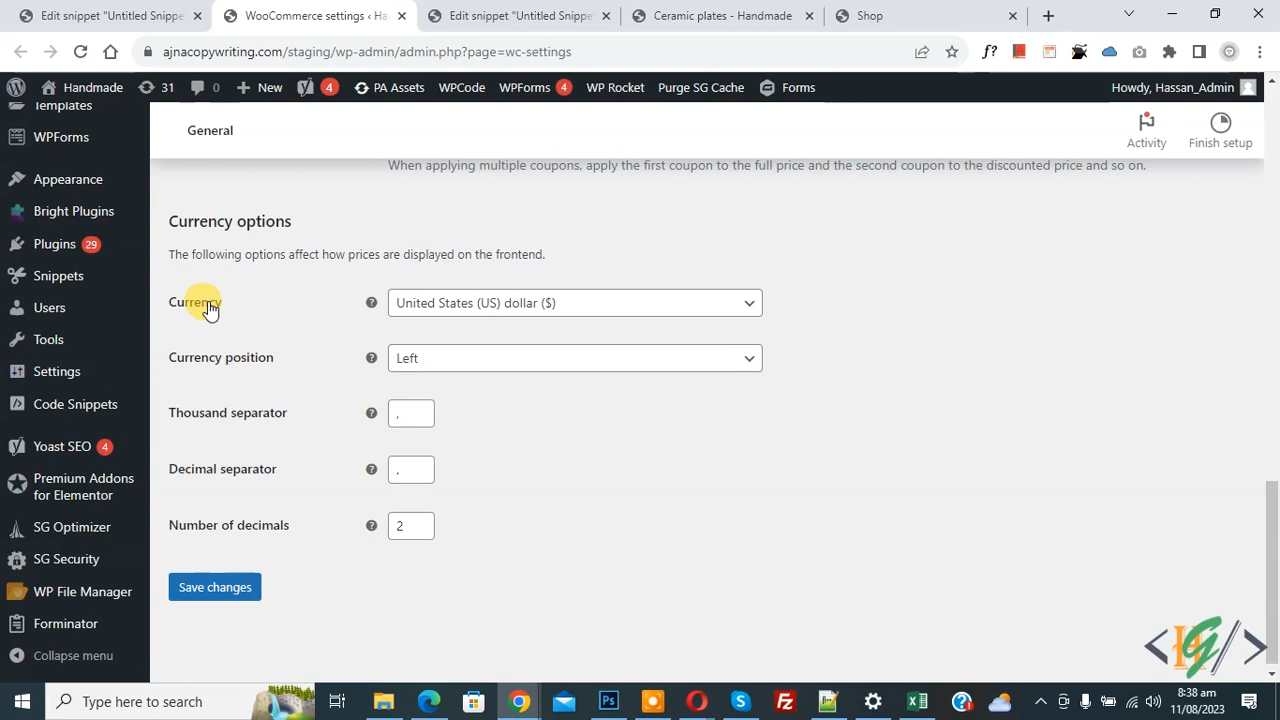 Edit snippet "Untitled Snippe
WooCommerce settings ‹ Ha
Edit snippet "Untitled Snippe
Ceramic plates - Handmade
Shop
ajnacopywriting.com/staging/wp-admin/admin.php?page=wc-settings
Handmade
31
0
New
4
PA Assets
WPCode
WPForms 4
WP Rocket
Purge SG Cache
Forms
Howdy, Hassan_Admin
Templates
WPForms
Appearance
Bright Plugins
Plugins 29
Snippets
Users
Tools
Settings
Code Snippets
Yoast SEO 4
Premium Addons
for Elementor
SG Optimizer
SG Security
WP File Manager
Forminator
Collapse menu
General
Activity
Finish setup
When applying multiple coupons, apply the first coupon to the full price and the second coupon to the discounted price and so on.
Currency options
The following options affect how prices are displayed on the frontend.
Currency
United States (US) dollar ($)
Currency position
Left
Thousand separator
,
Decimal separator
.
Number of decimals
2
Save changes
Type here to search
8:38 am
11/08/2023